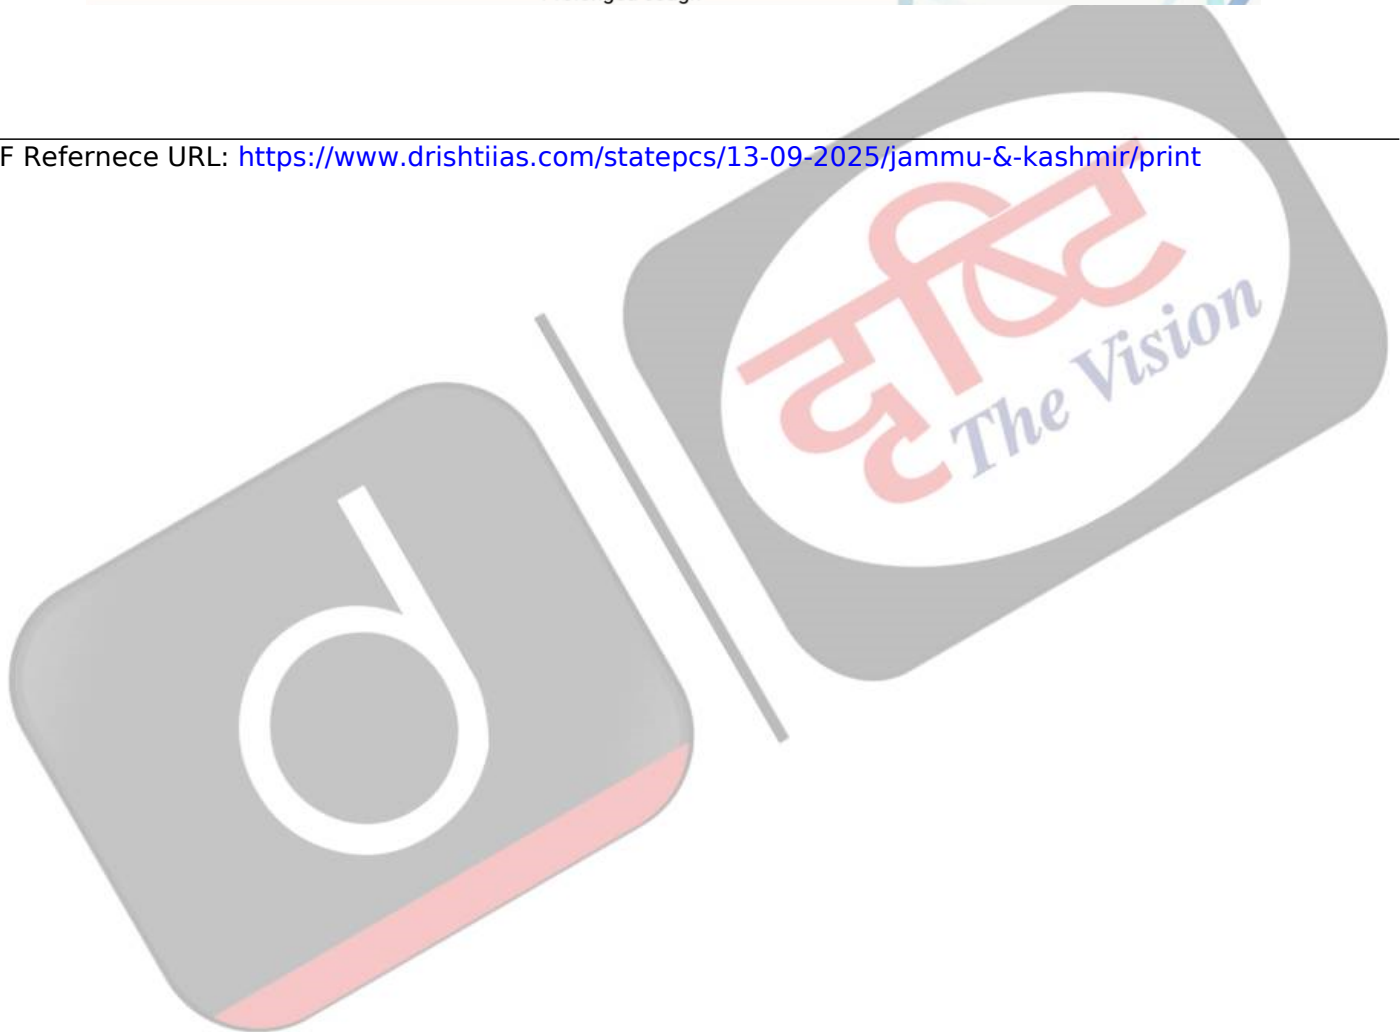 F Refernece URL: https://www.drishtiias.com/statepcs/13-09-2025/jammu-&-kashmir/print
दृष्टि
The Vision
d